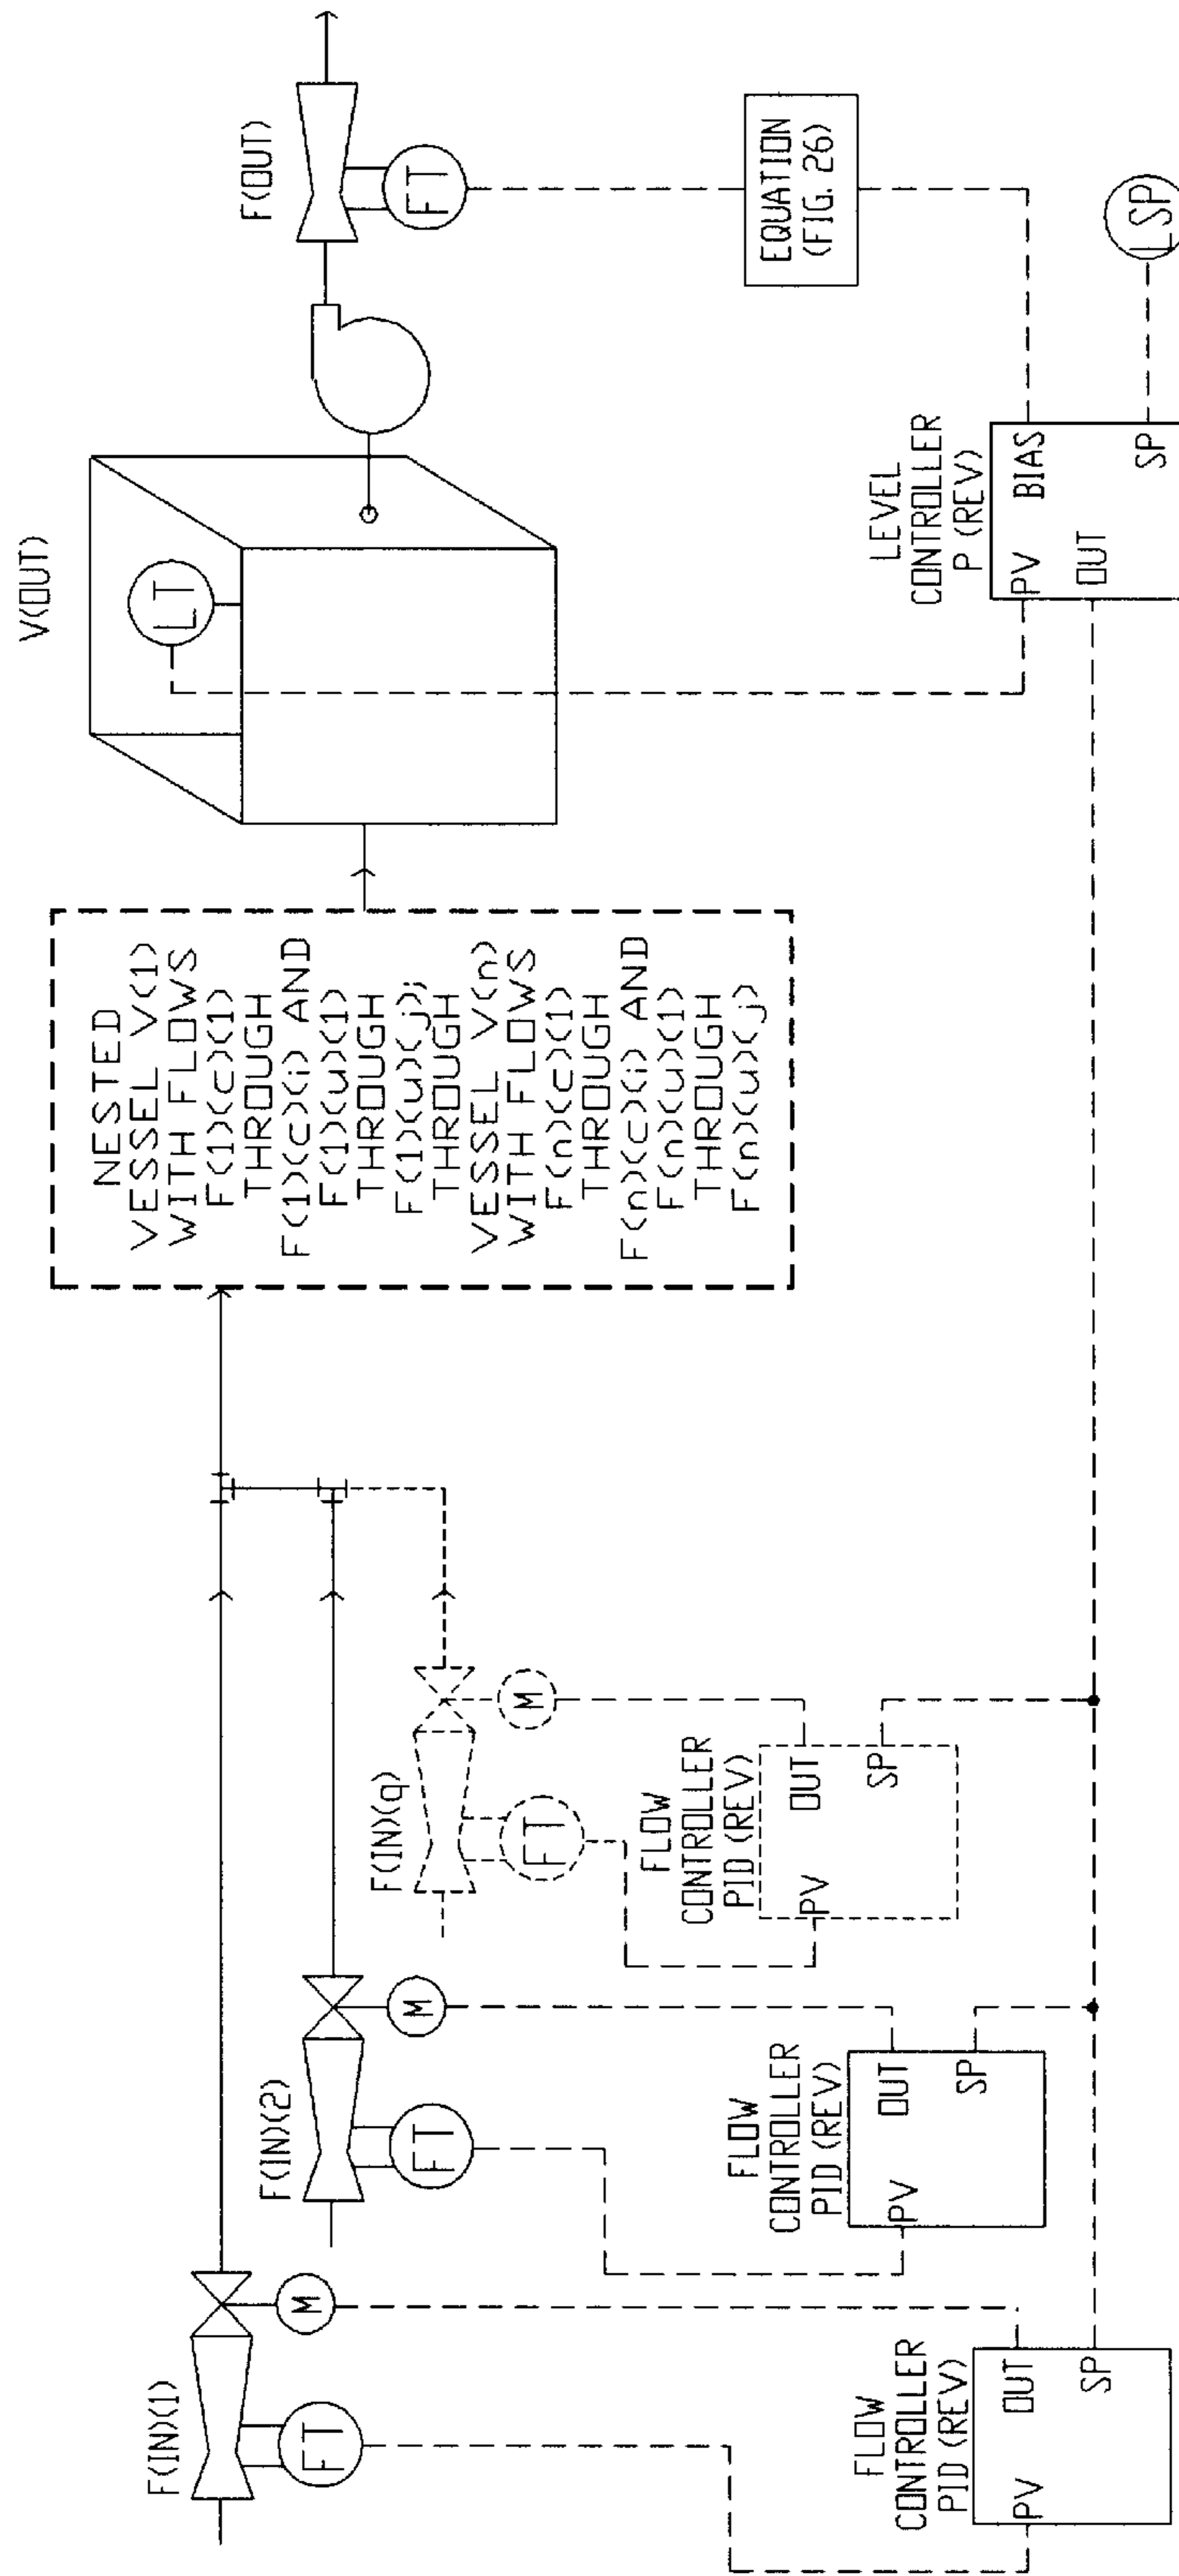 F(IN)(1)
FT
M
FLOW
CONTROLLER
PID (REV)
PV
OUT
SP
F(IN)(2)
FT
M
FLOW
CONTROLLER
PID (REV)
PV
OUT
SP
F(IN)(q)
FT
M
FLOW
CONTROLLER
PID (REV)
PV
OUT
SP
NESTED
VESSEL V(1)
WITH FLOWS
F(1)(c)(1)
THROUGH
F(1)(c)(i) AND
F(1)(u)(1)
THROUGH
F(1)(u)(j);
THROUGH
VESSEL V(n)
WITH FLOWS
F(n)(c)(1)
THROUGH
F(n)(c)(i) AND
F(n)(u)(1)
THROUGH
F(n)(u)(j)
V(OUT)
LT
F(OUT)
FT
EQUATION
(FIG. 26)
LEVEL
CONTROLLER
P (REV)
PV
BIAS
OUT
SP
LSP